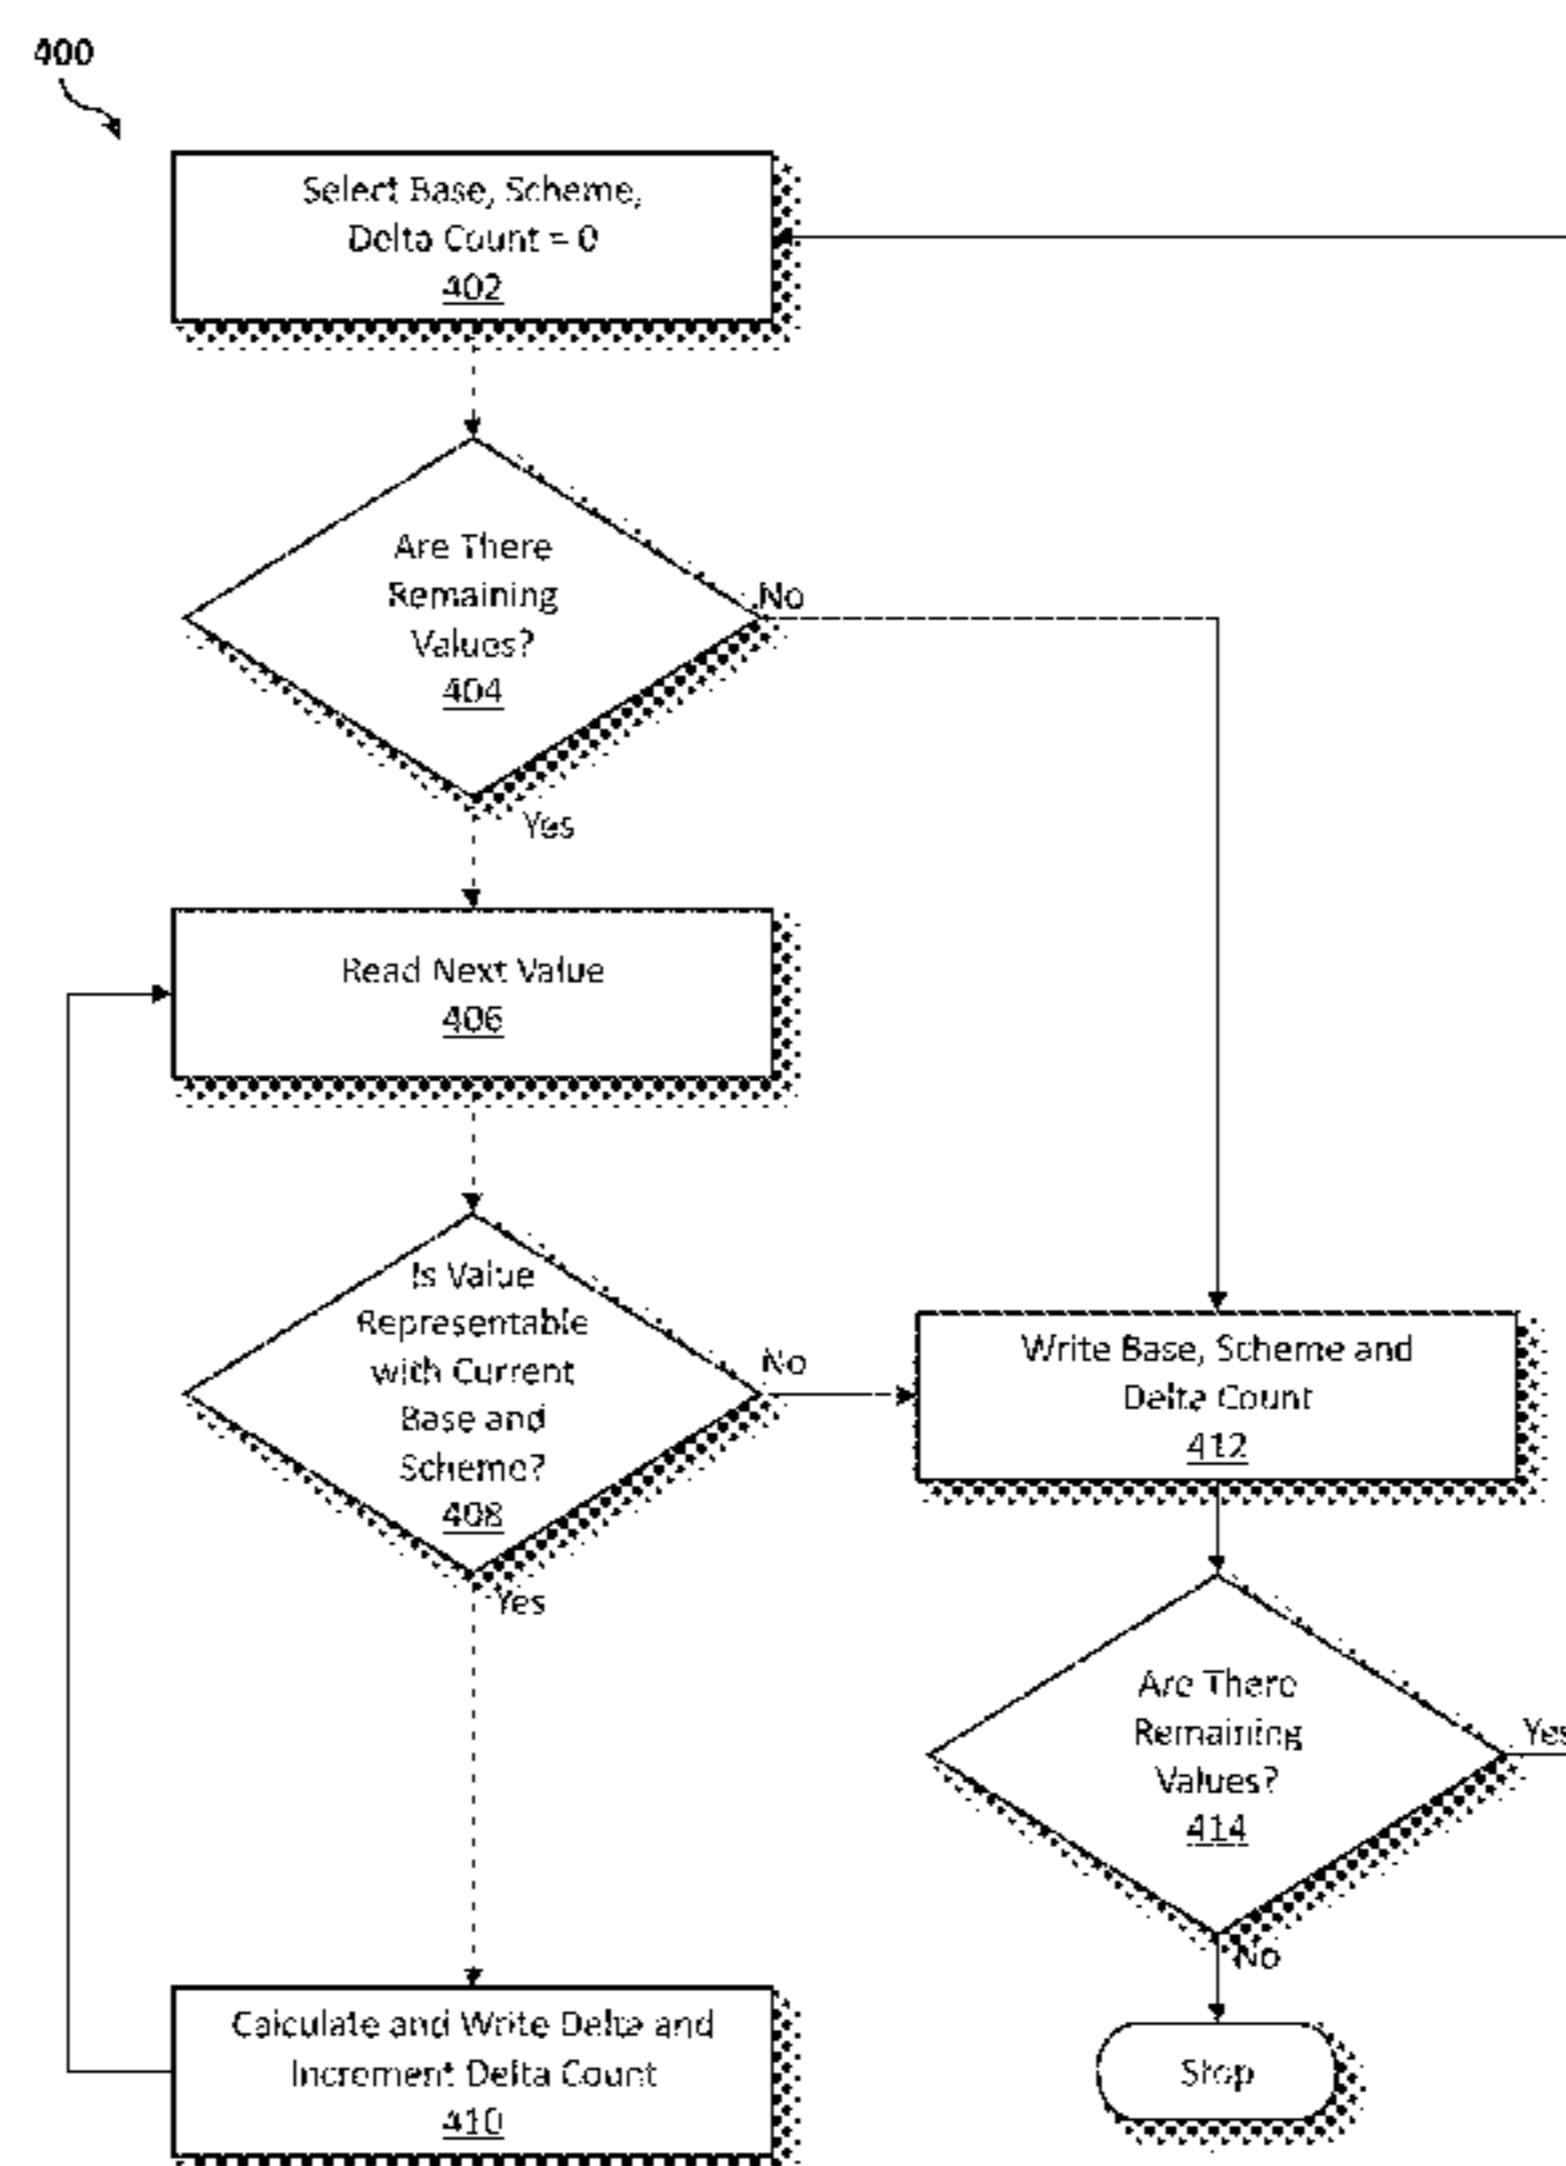 400
Select Base, Scheme,
Delta Count = 0
402
Are There
Remaining
Values?
404
No
Yes
Read Next Value
406
Is Value
Representable
with Current
Base and
Scheme?
408
No
Yes
Write Base, Scheme and
Delta Count
412
Are There
Remaining
Values?
414
Yes
No
Calculate and Write Delta and
Increment Delta Count
410
Stop